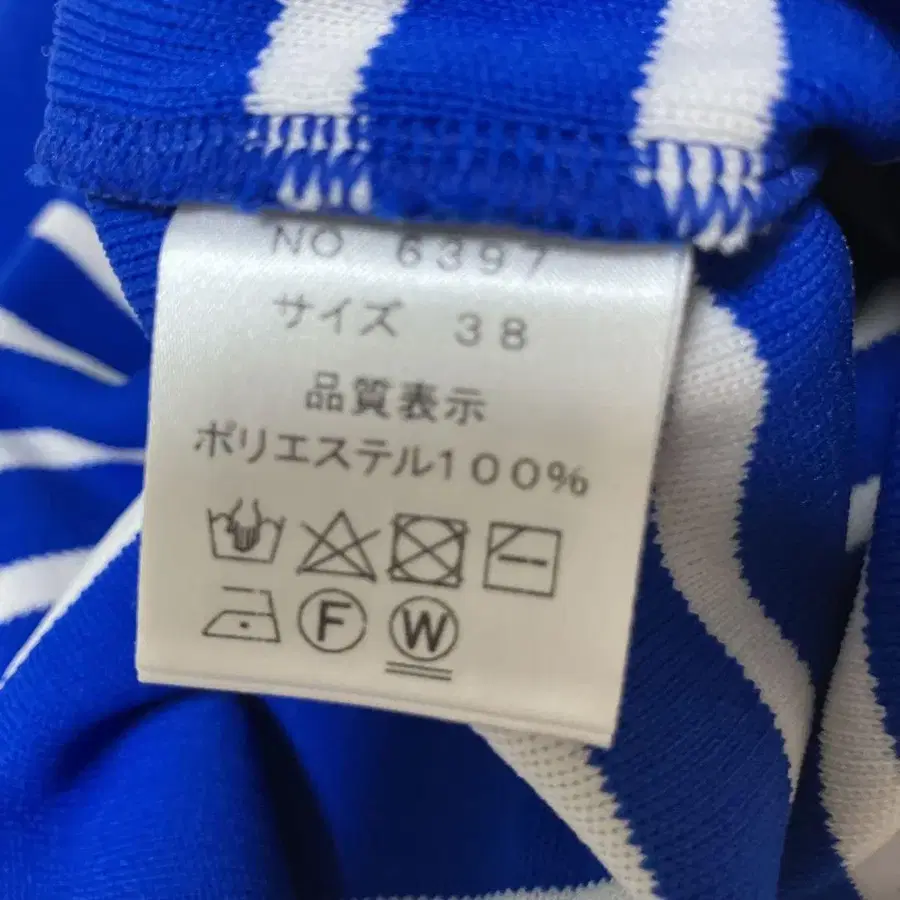 NO 6397
サイズ 38
品質表示
ポリエステル100%
F W